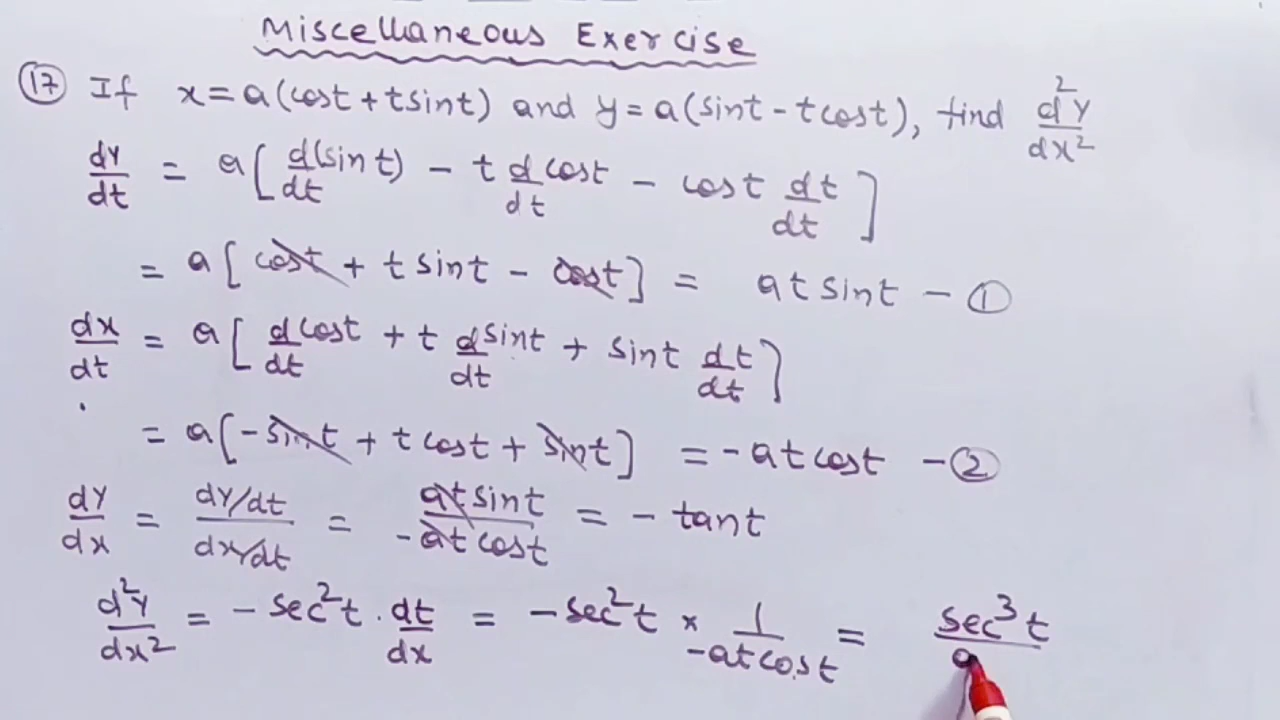 Miscellaneous Exercise
(17) If x = a(cost + tsint) and y = a(sint - tcost), find d²y/dx²
dy/dt = a[d(sint)/dt - t d/dt cost - cost dt/dt]
= a[cost + tsint - cost] = atsint - ①
dx/dt = a[d cost/dt + t d sint/dt + sint dt/dt]
= a[-sint + tcost + sint] = -atcost - ②
dy/dx = dy/dt / dx/dt = atsint / -atcost = - tant
d²y/dx² = -sec²t . dt/dx = -sec²t × 1/-atcost = sec³t/a